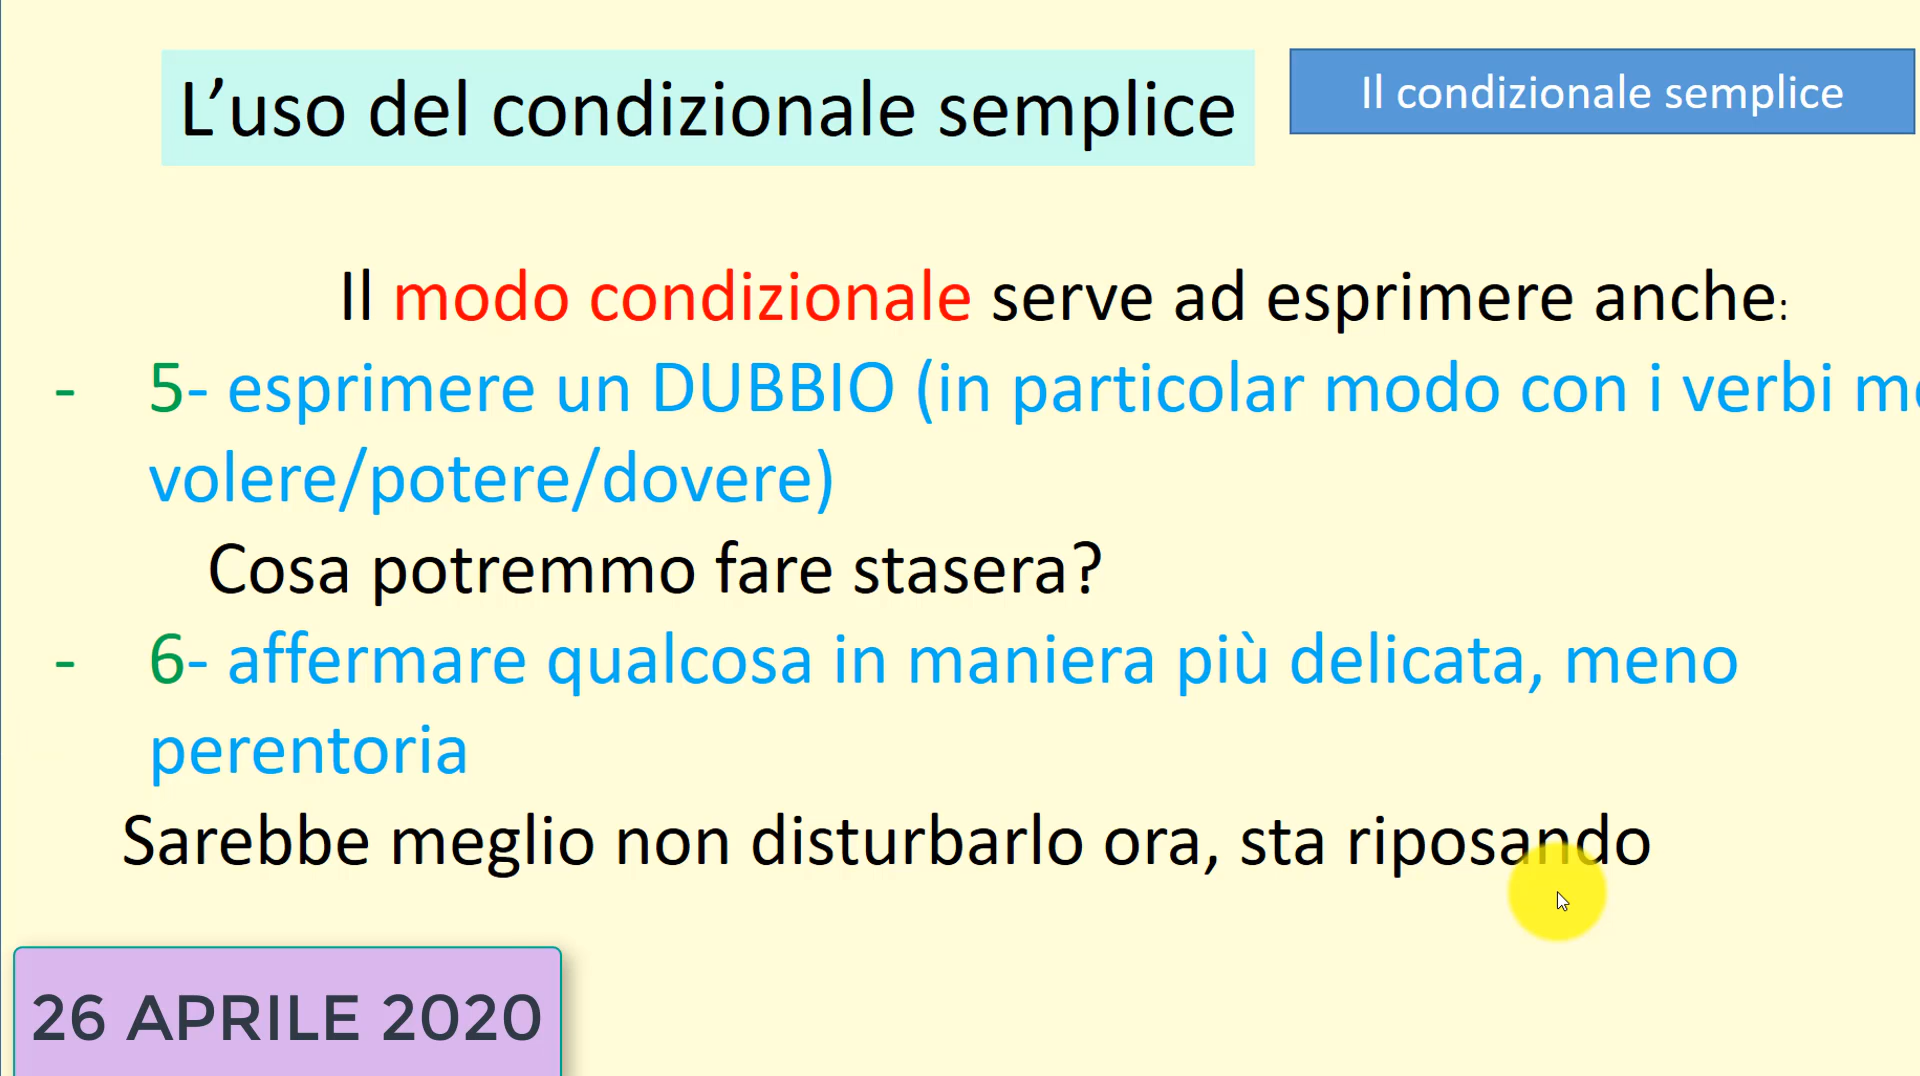 L’uso del condizionale semplice
Il condizionale semplice
Il modo condizionale serve ad esprimere anche:
- 5- esprimere un DUBBIO (in particolar modo con i verbi
volere/potere/dovere)
Cosa potremmo fare stasera?
- 6- affermare qualcosa in maniera più delicata, meno
perentoria
Sarebbe meglio non disturbarlo ora, sta riposando
26 APRILE 2020